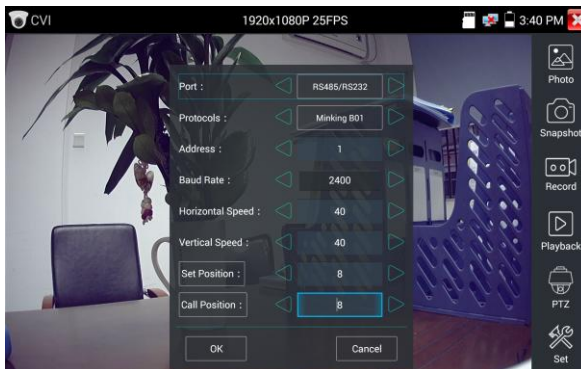 CVI 1920x1080P 25FPS 3:40 PM
Port : RS485/RS232
Protocols : Minking B01
Address : 1
Baud Rate : 2400
Horizontal Speed : 40
Vertical Speed : 40
Set Position : 8
Call Position : 8
OK Cancel
Photo
Snapshot
Record
Playback
PTZ
Set